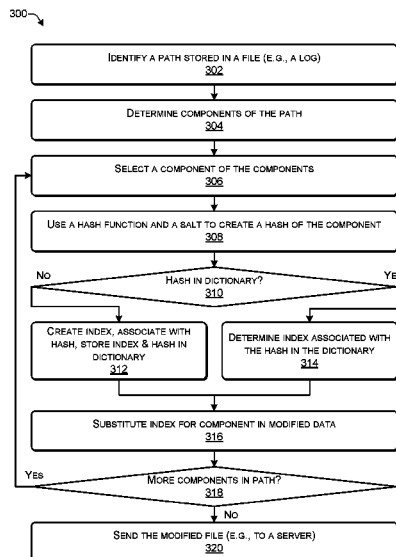 300
IDENTIFY A PATH STORED IN A FILE (E.G., A LOG)
302
DETERMINE COMPONENTS OF THE PATH
304
SELECT A COMPONENT OF THE COMPONENTS
306
USE A HASH FUNCTION AND A SALT TO CREATE A HASH OF THE COMPONENT
308
NO
HASH IN DICTIONARY?
YE
310
CREATE INDEX, ASSOCIATE WITH
HASH, STORE INDEX & HASH IN
DICTIONARY
312
DETERMINE INDEX ASSOCIATED WITH
THE HASH IN THE DICTIONARY
314
SUBSTITUTE INDEX FOR COMPONENT IN MODIFIED DATA
316
YES
MORE COMPONENTS IN PATH?
318
NO
SEND THE MODIFIED FILE (E.G., TO A SERVER)
320